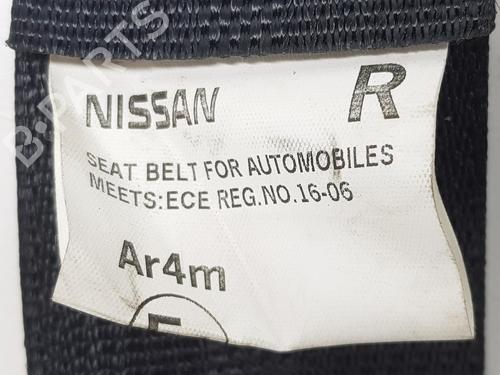 NISSAN R
SEAT BELT FOR AUTOMOBILES
MEETS:ECE REG.NO.16-06
Ar4m
E
B-PARTS